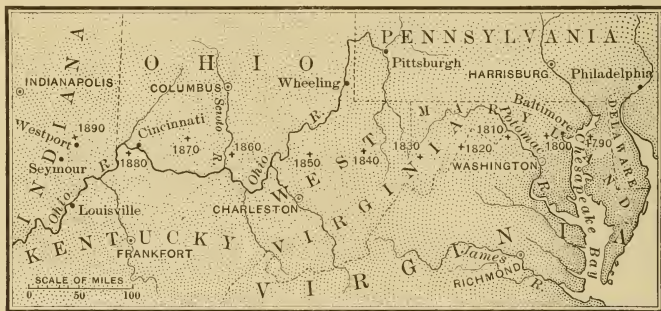 PENNSYLVANIA
OHIO
INDIANA
INDIANAPOLIS
COLUMBUS
Wheeling
Pittsburgh
HARRISBURG
Philadelphia
Westport
+1890
Seymour
Cincinnati
+1880
+1870
Scioto R.
+1860
+1850
+1840
1830+
+1820
1810+
+1800
+1790
MARYLAND
Baltimore
DELAWARE
WASHINGTON
Potomac R.
Chesapeake Bay
Ohio R.
Ohio R.
Louisville
WEST VIRGINIA
CHARLESTON
KENTUCKY
FRANKFORT
VIRGINIA
James R.
RICHMOND
SCALE OF MILES
0 50 100